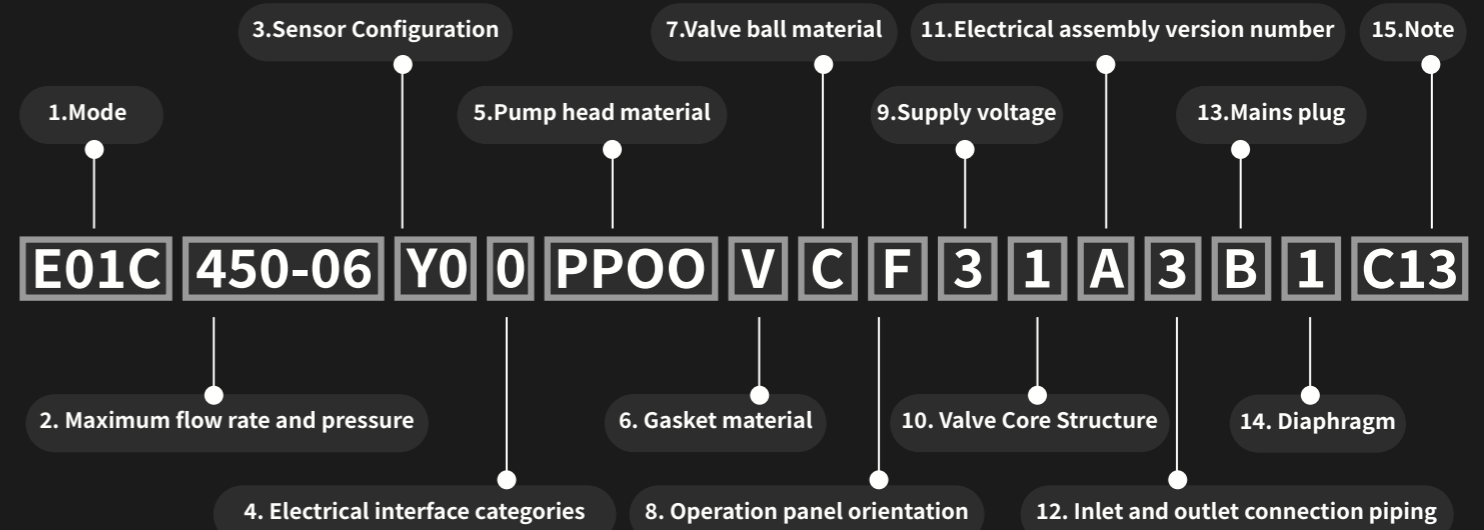 3.Sensor Configuration
7.Valve ball material
11.Electrical assembly version number
15.Note
1.Mode
5.Pump head material
9.Supply voltage
13.Mains plug
E01C 450-06 Y0 0 PPOO V C F 3 1 A 3 B 1 C13
2. Maximum flow rate and pressure
6. Gasket material
10. Valve Core Structure
14. Diaphragm
4. Electrical interface categories
8. Operation panel orientation
12. Inlet and outlet connection piping